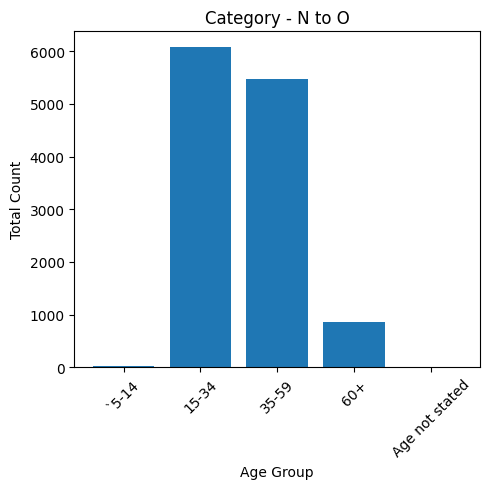 Category - N to O
Total Count
6000
5000
4000
3000
2000
1000
0
`5-14
15-34
35-59
60+
Age not stated
Age Group